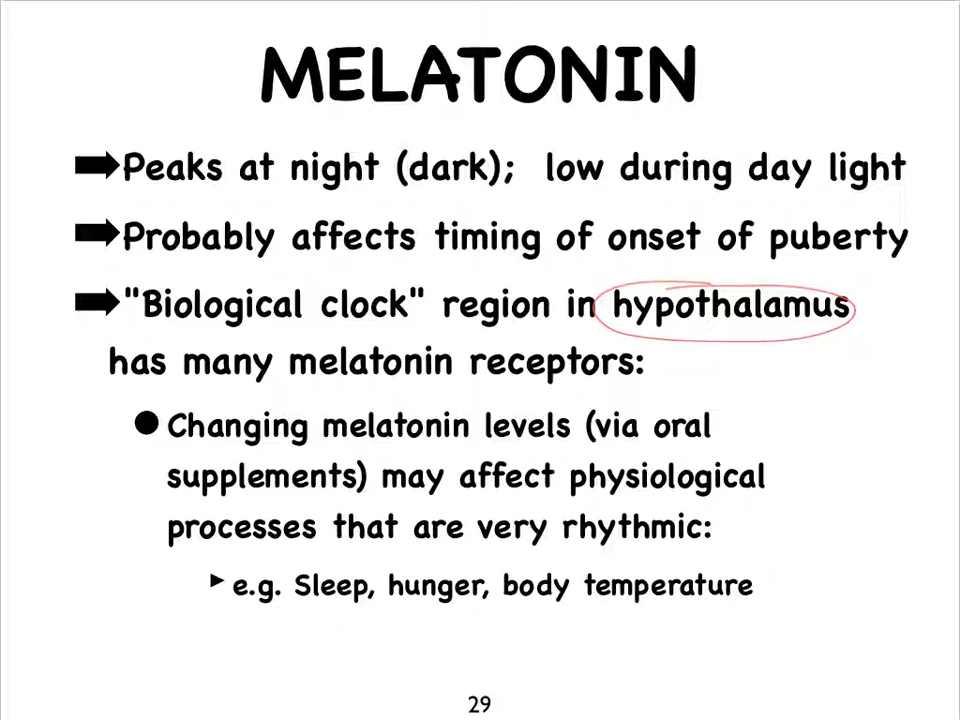 MELATONIN
➡Peaks at night (dark);  low during day light
➡Probably affects timing of onset of puberty
➡"Biological clock" region in hypothalamus
has many melatonin receptors:
●Changing melatonin levels (via oral
supplements) may affect physiological
processes that are very rhythmic:
▸e.g. Sleep, hunger, body temperature
29